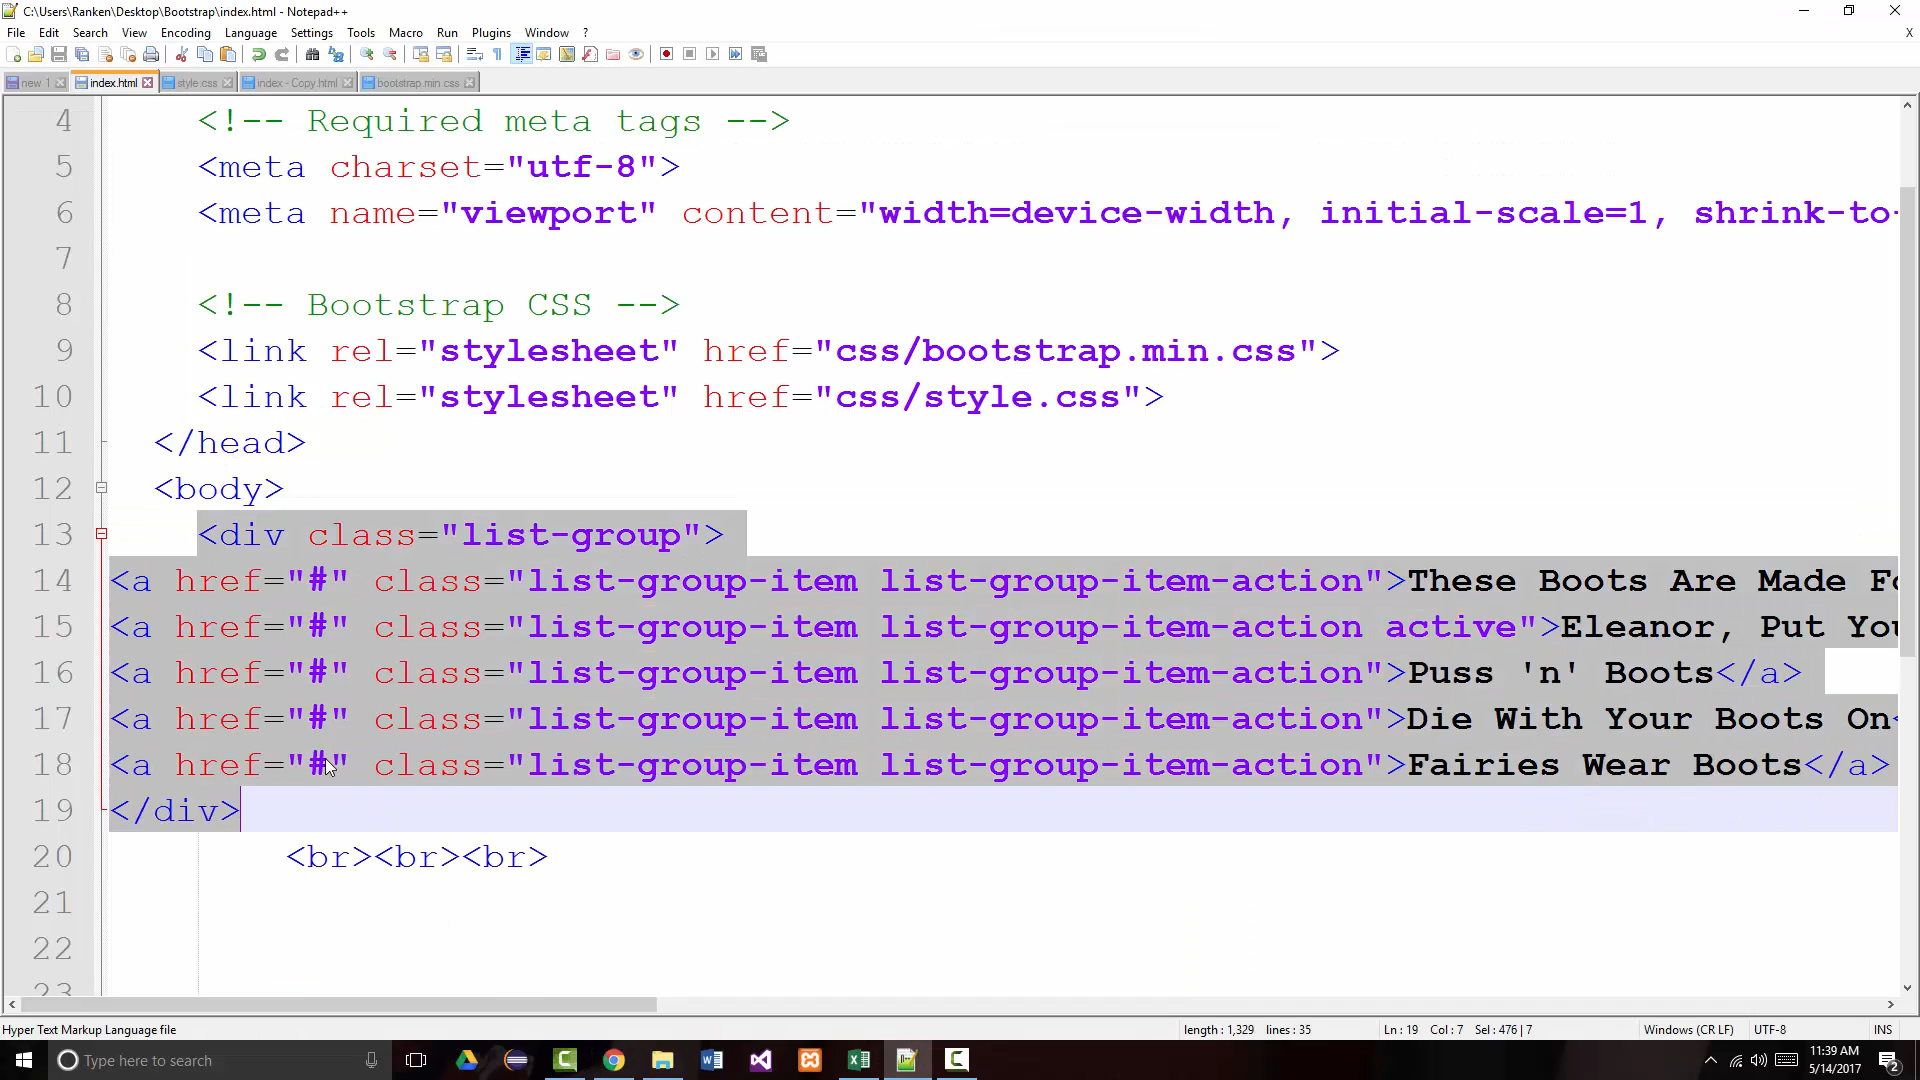 C:\Users\Ranken\Desktop\Bootstrap\index.html - Notepad++
File Edit Search View Encoding Language Settings Tools Macro Run Plugins Window ? X
new 1 index.html style.css index - Copy.html bootstrap.min.css
4 <!-- Required meta tags -->
5 <meta charset="utf-8">
6 <meta name="viewport" content="width=device-width, initial-scale=1, shrink-to-
7
8 <!-- Bootstrap CSS -->
9 <link rel="stylesheet" href="css/bootstrap.min.css">
10 <link rel="stylesheet" href="css/style.css">
11 </head>
12 <body>
13 <div class="list-group">
14 <a href="#" class="list-group-item list-group-item-action">These Boots Are Made Fo
15 <a href="#" class="list-group-item list-group-item-action active">Eleanor, Put You
16 <a href="#" class="list-group-item list-group-item-action">Puss 'n' Boots</a>
17 <a href="#" class="list-group-item list-group-item-action">Die With Your Boots On<
18 <a href="#" class="list-group-item list-group-item-action">Fairies Wear Boots</a>
19 </div>
20 <br><br><br>
21
22
23
Hyper Text Markup Language file length : 1,329 lines : 35 Ln : 19 Col : 7 Sel : 476 | 7 Windows (CR LF) UTF-8 INS
Type here to search 11:39 AM
5/14/2017 2